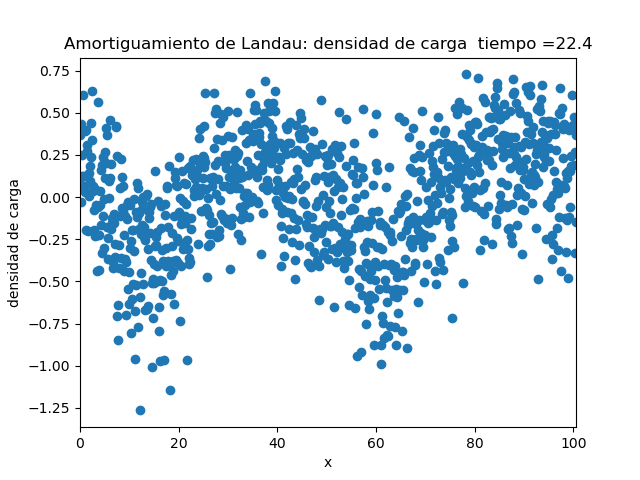 Amortiguamiento de Landau: densidad de carga  tiempo =22.4
0.75
0.50
0.25
0.00
−0.25
−0.50
−0.75
−1.00
−1.25
densidad de carga
0 20 40 60 80 100
x